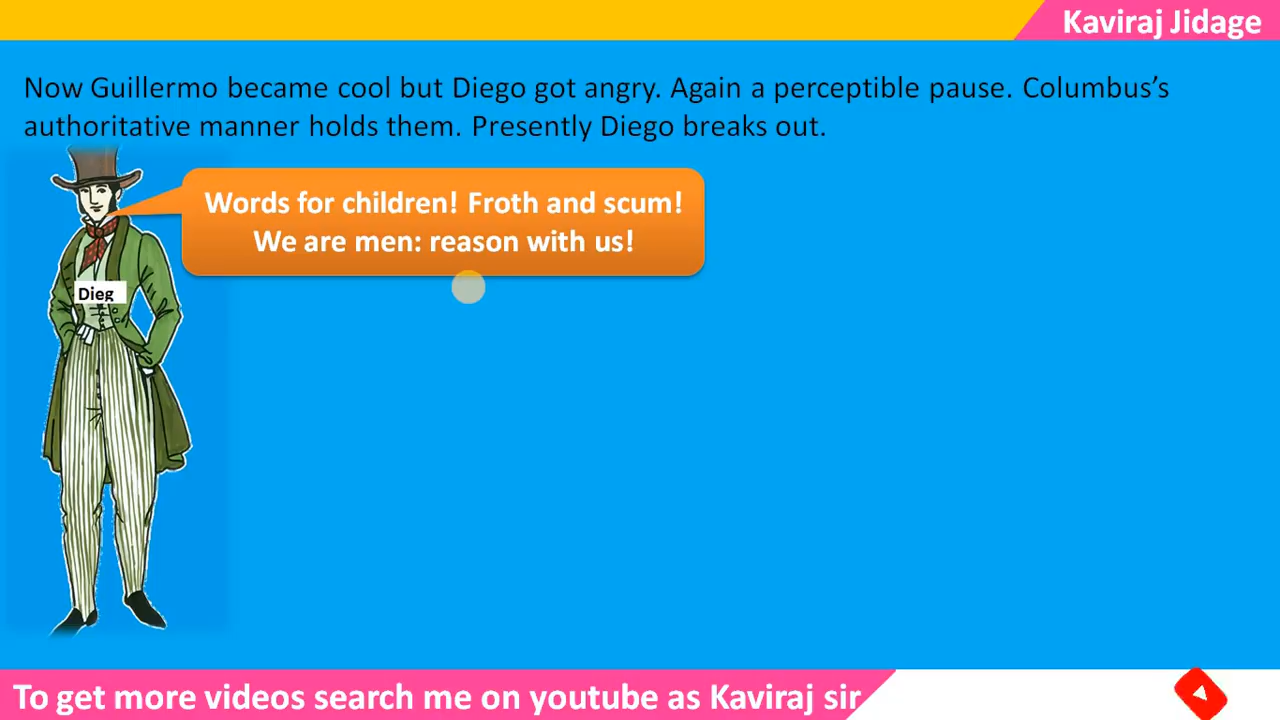 Kaviraj Jidage
Now Guillermo became cool but Diego got angry. Again a perceptible pause. Columbus’s
authoritative manner holds them. Presently Diego breaks out.
Words for children! Froth and scum!
We are men: reason with us!
Dieg
To get more videos search me on youtube as Kaviraj sir